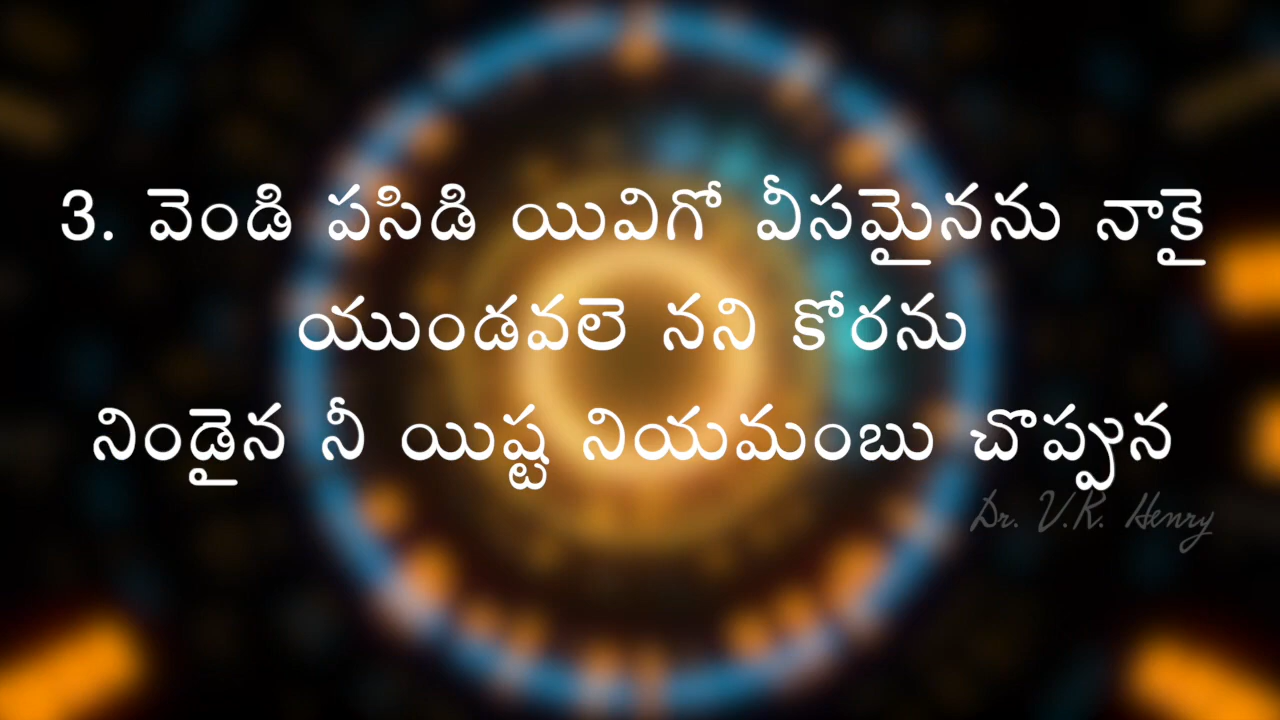 3. వెండి పసిడి యివిగో వీసమైనను నాకై
యుండవలె నని కోరను
నిండైన నీ యిష్ట నియమంబు చొప్పున
Dr. V.R. Henry